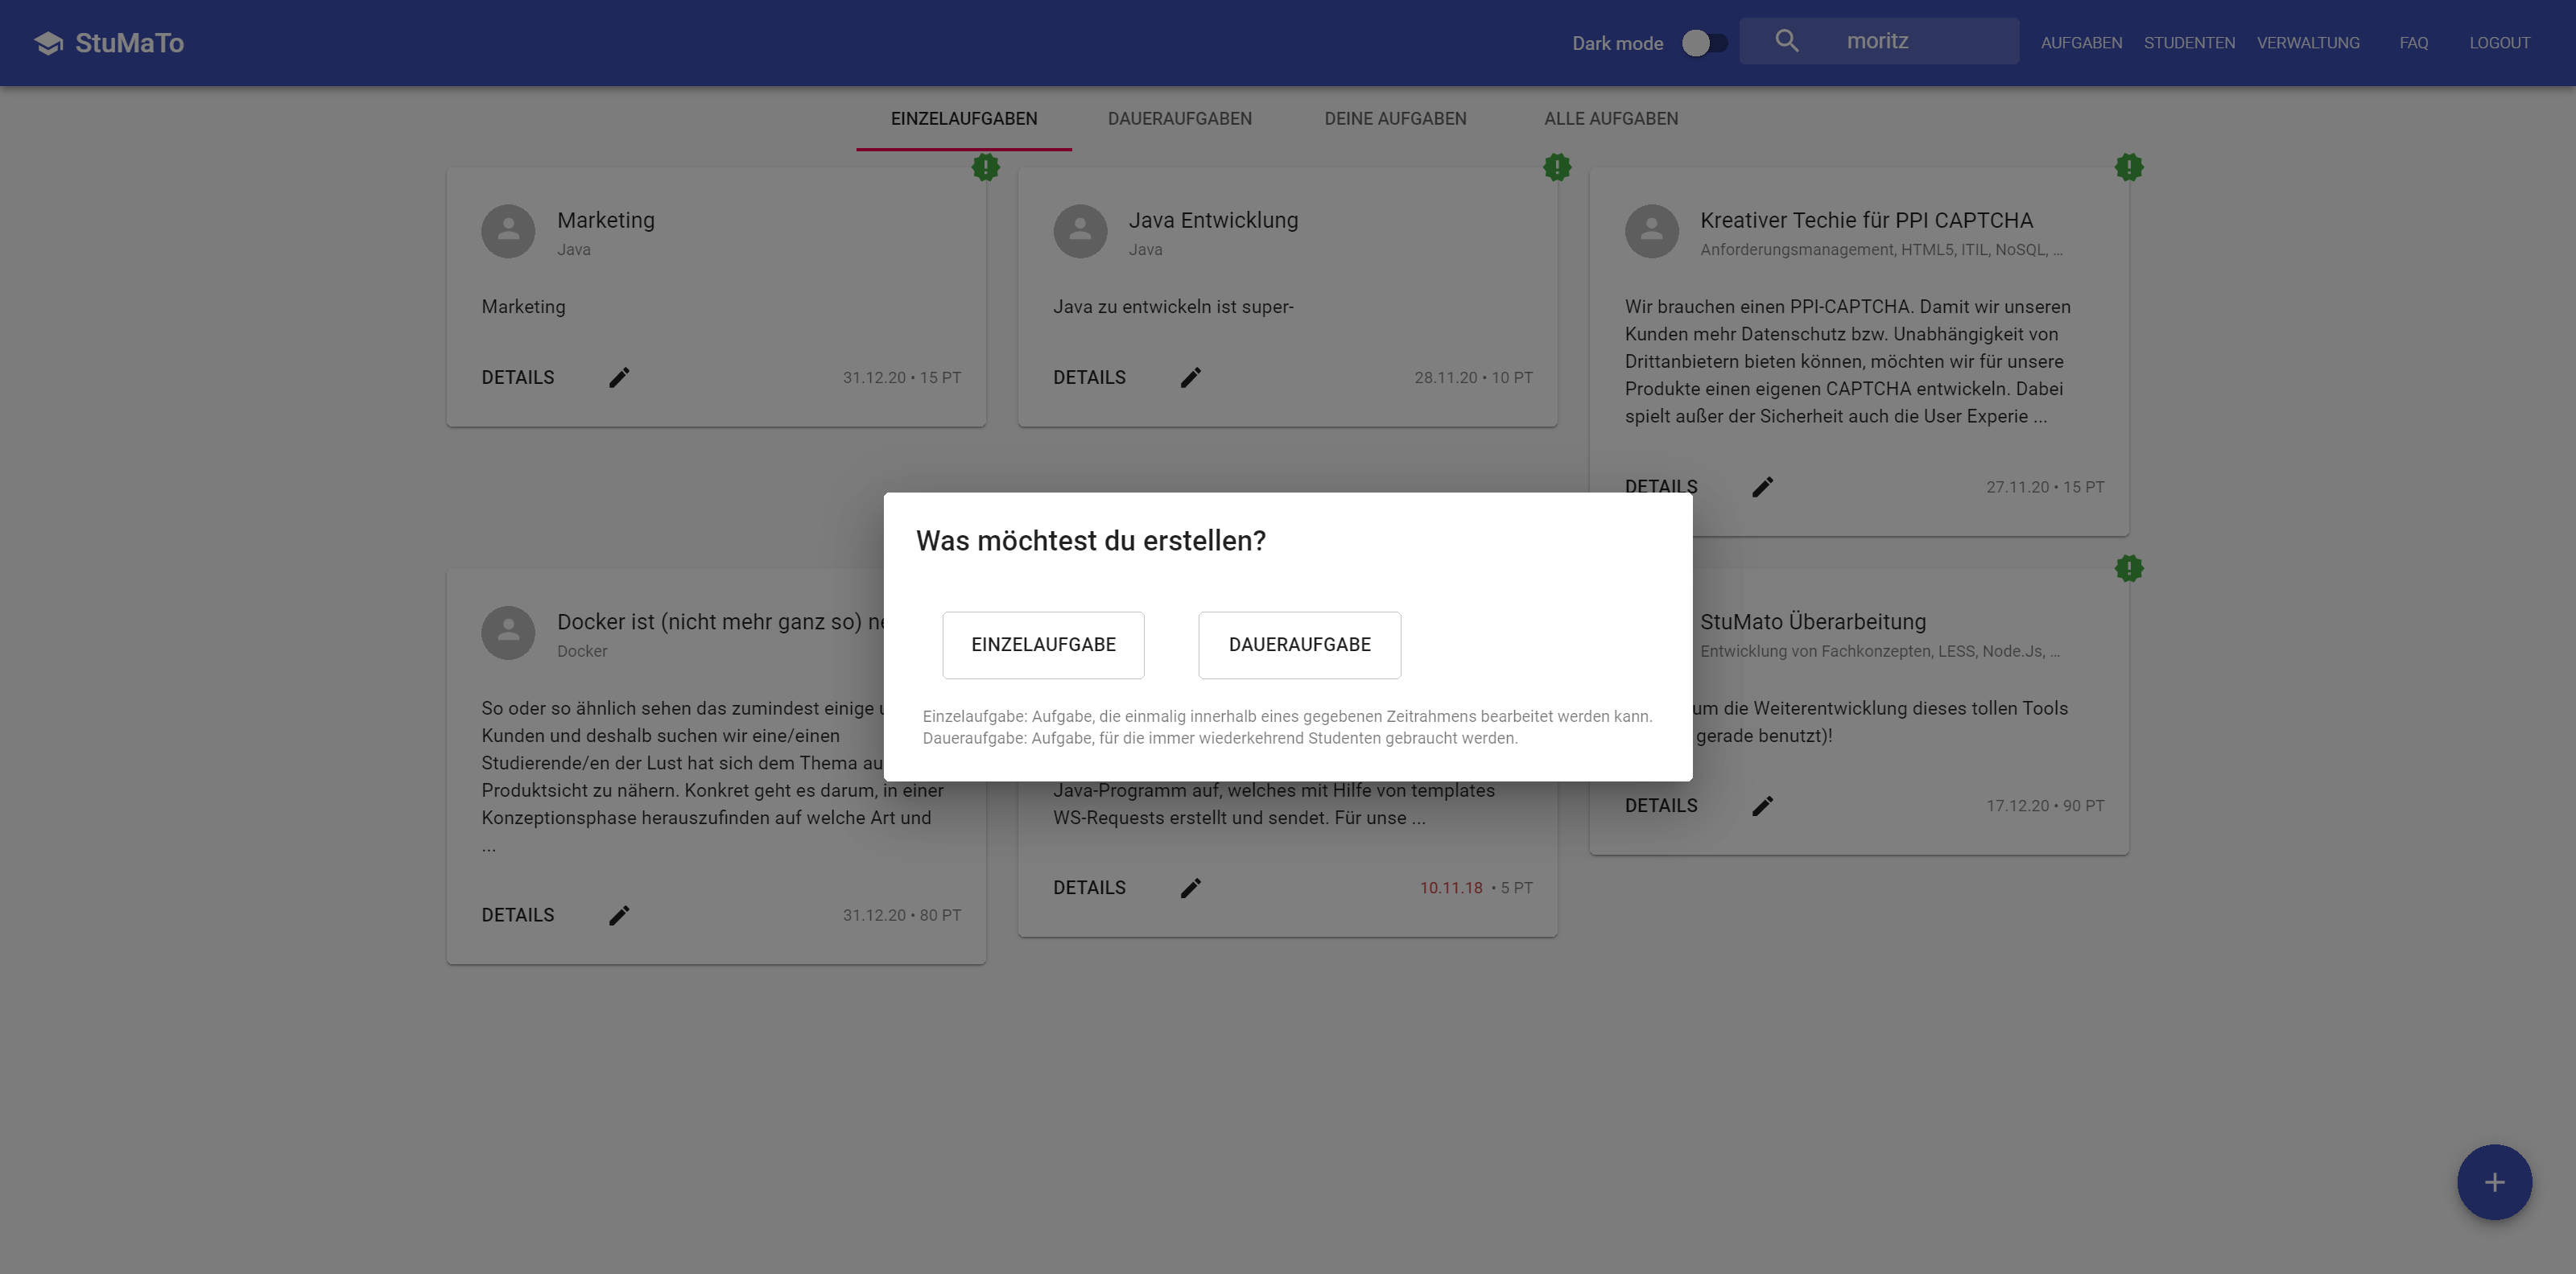 StuMaTo
Dark mode
moritz
AUFGABEN
STUDENTEN
VERWALTUNG
FAQ
LOGOUT
EINZELAUFGABEN
DAUERAUFGABEN
DEINE AUFGABEN
ALLE AUFGABEN
Marketing
Java
Marketing
DETAILS
31.12.20 • 15 PT
Java Entwicklung
Java
Java zu entwickeln ist super-
DETAILS
28.11.20 • 10 PT
Kreativer Techie für PPI CAPTCHA
Anforderungsmanagement, HTML5, ITIL, NoSQL, ...
Wir brauchen einen PPI-CAPTCHA. Damit wir unseren
Kunden mehr Datenschutz bzw. Unabhängigkeit von
Drittanbietern bieten können, möchten wir für unsere
Produkte einen eigenen CAPTCHA entwickeln. Dabei
spielt außer der Sicherheit auch die User Experie ...
DETAILS
27.11.20 • 15 PT
Was möchtest du erstellen?
EINZELAUFGABE
DAUERAUFGABE
Einzelaufgabe: Aufgabe, die einmalig innerhalb eines gegebenen Zeitrahmens bearbeitet werden kann.
Daueraufgabe: Aufgabe, für die immer wiederkehrend Studenten gebraucht werden.
Docker ist (nicht mehr ganz so)
Docker
So oder so ähnlich sehen das zumindest einige
Kunden und deshalb suchen wir eine/einen
Studierende/en der Lust hat sich dem Thema
Produktsicht zu nähern. Konkret geht es darum, in einer
Konzeptionsphase herauszufinden auf welche Art und
...
DETAILS
31.12.20 • 80 PT
Java-Programm auf, welches mit Hilfe von templates
WS-Requests erstellt und sendet. Für unse ...
DETAILS
10.11.18 • 5 PT
StuMato Überarbeitung
Entwicklung von Fachkonzepten, LESS, Node.Js, ...
um die Weiterentwicklung dieses tollen Tools
gerade benutzt)!
DETAILS
17.12.20 • 90 PT